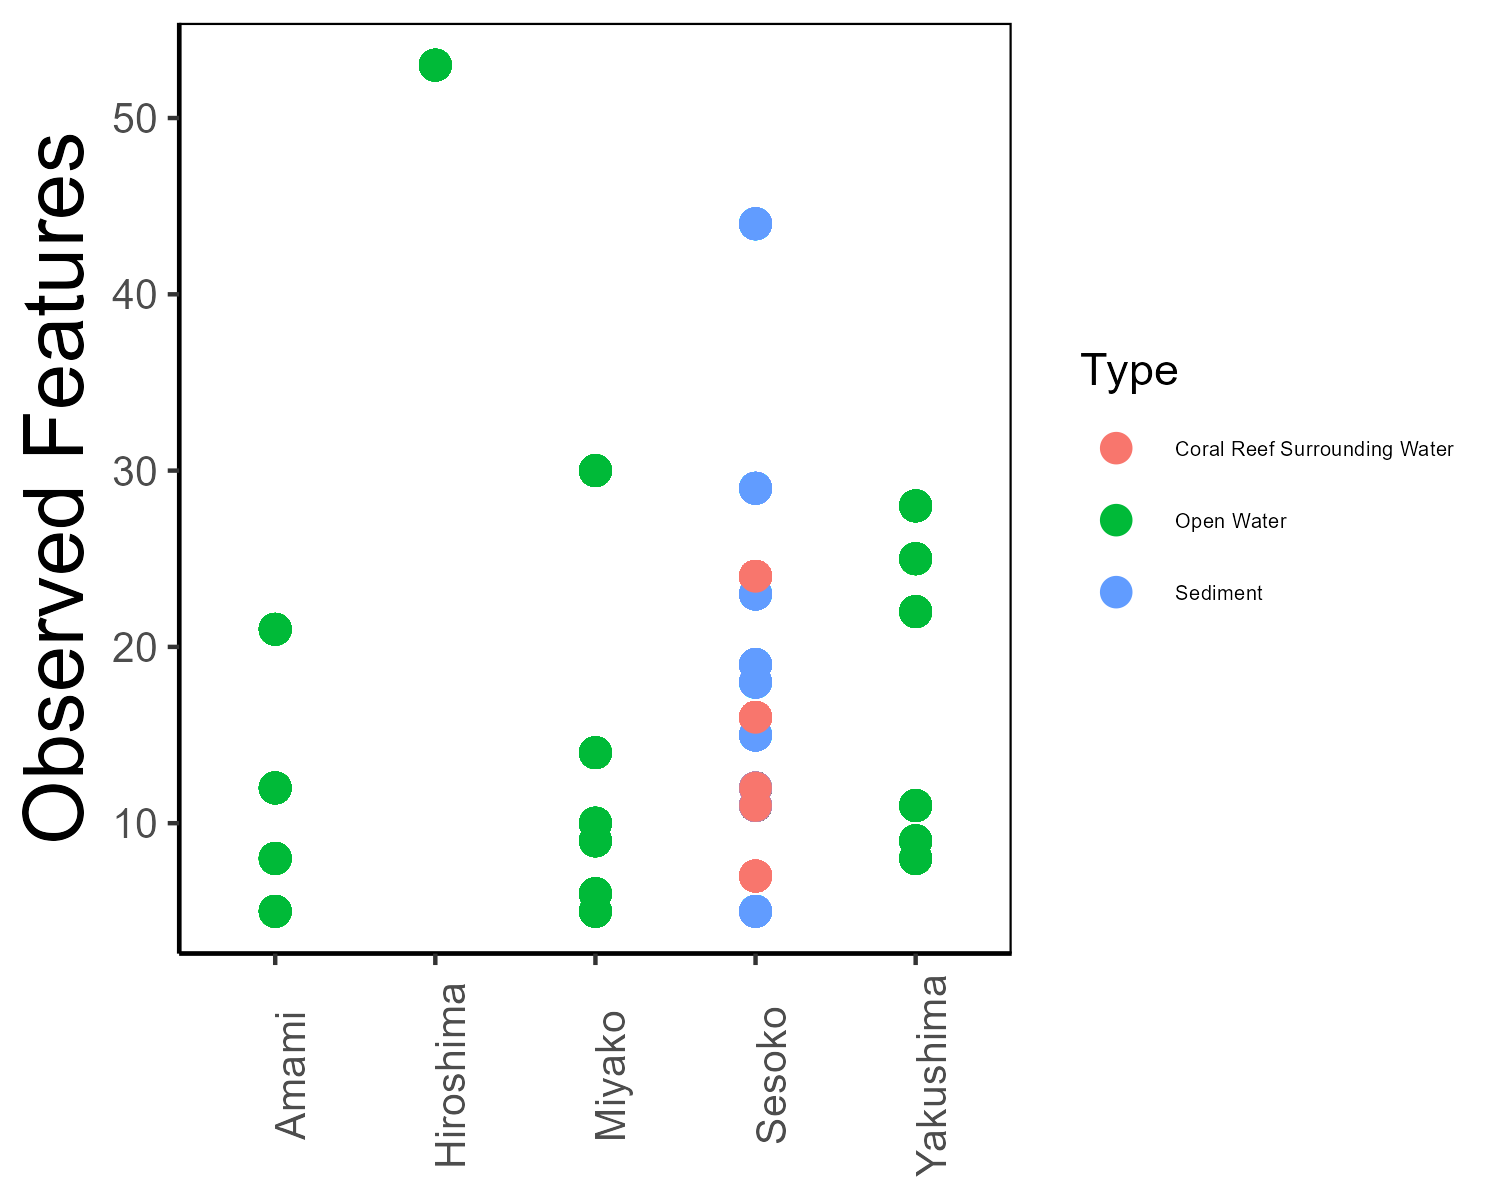 Observed Features
50
40
30
20
10
Amami
Hiroshima
Miyako
Sesoko
Yakushima
Type
Coral Reef Surrounding Water
Open Water
Sediment